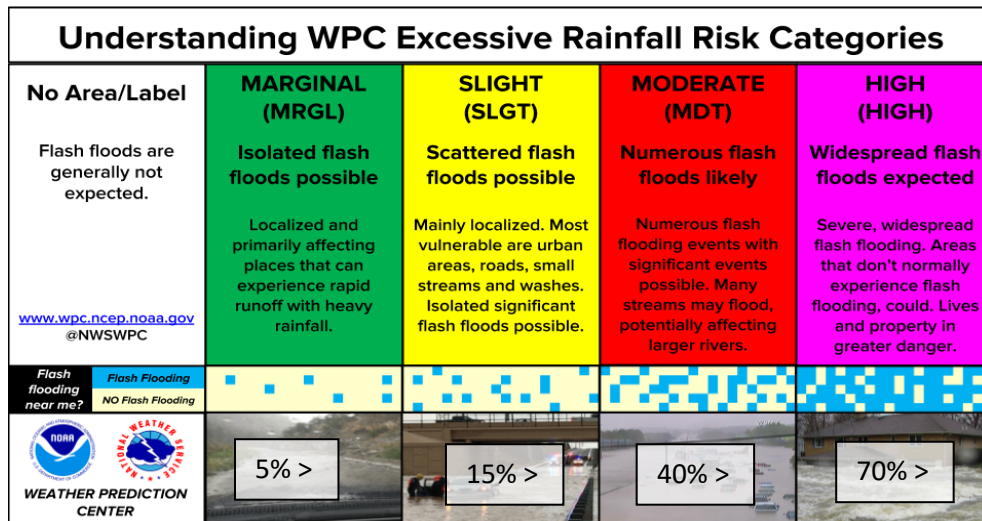 Understanding WPC Excessive Rainfall Risk Categories
No Area/Label
Flash floods are
generally not
expected.
www.wpc.ncep.noaa.gov
@NWSWPC
MARGINAL
(MRGL)
Isolated flash
floods possible
Localized and
primarily affecting
places that can
experience rapid
runoff with heavy
rainfall.
SLIGHT
(SLGT)
Scattered flash
floods possible
Mainly localized. Most
vulnerable are urban
areas, roads, small
streams and washes.
Isolated significant
flash floods possible.
MODERATE
(MDT)
Numerous flash
floods likely
Numerous flash
flooding events with
significant events
possible. Many
streams may flood,
potentially affecting
larger rivers.
HIGH
(HIGH)
Widespread flash
floods expected
Severe, widespread
flash flooding. Areas
that don't normally
experience flash
flooding, could. Lives
and property in
greater danger.
Flash
flooding
near me?
Flash Flooding
NO Flash Flooding
NOAA
NATIONAL WEATHER SERVICE
WEATHER PREDICTION
CENTER
5% >
15% >
40% >
70% >